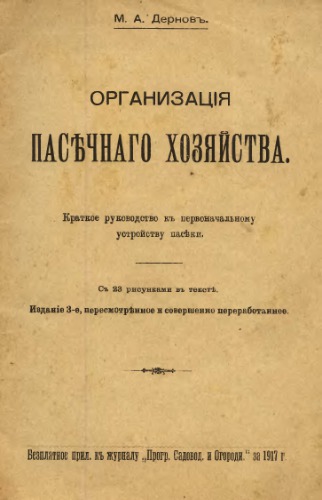 М. А. Дерновъ.
ОРГАНИЗАЦІЯ
ПАСѢЧНАГО ХОЗЯЙСТВА.
Краткое руководство къ первоначальному
устройству пасѣки.
Съ 33 рисунками въ текстѣ.
Изданіе 3-е, пересмотрѣнное и совершенно переработанное.
Безплатное прил. къ журналу „Прогр. Садовод. и Огородн." за 1917 г.